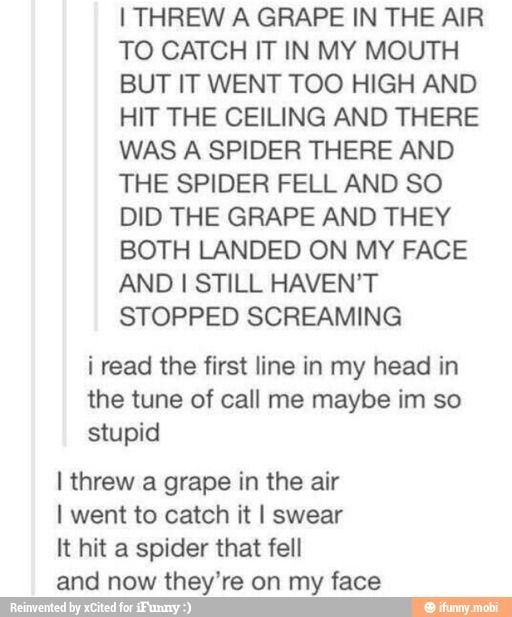 I THREW A GRAPE IN THE AIR
TO CATCH IT IN MY MOUTH
BUT IT WENT TOO HIGH AND
HIT THE CEILING AND THERE
WAS A SPIDER THERE AND
THE SPIDER FELL AND SO
DID THE GRAPE AND THEY
BOTH LANDED ON MY FACE
AND I STILL HAVEN'T
STOPPED SCREAMING
i read the first line in my head in
the tune of call me maybe im so
stupid
I threw a grape in the air
I went to catch it I swear
It hit a spider that fell
and now they're on my face
Reinvented by xCited for iFunny :)
ifunny.mobi